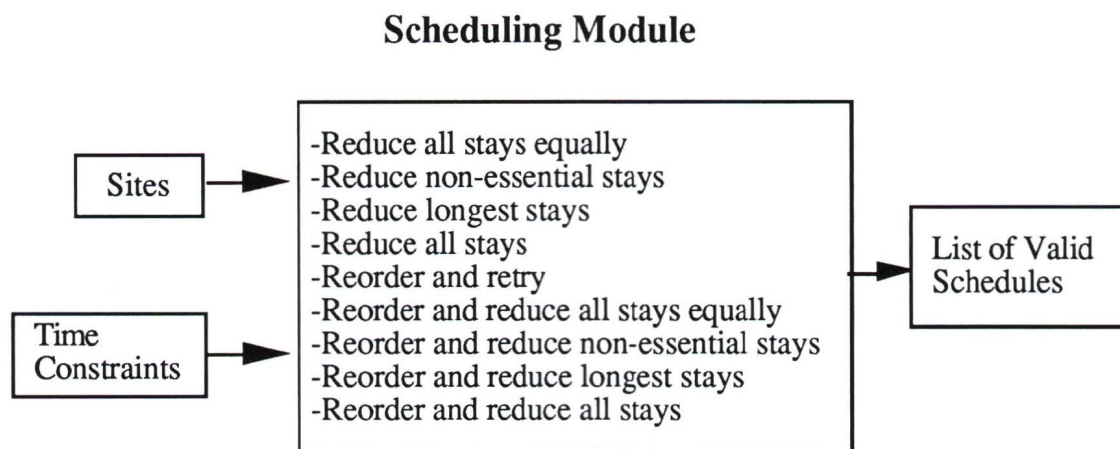 Scheduling Module
Sites
Time
Constraints
-Reduce all stays equally
-Reduce non-essential stays
-Reduce longest stays
-Reduce all stays
-Reorder and retry
-Reorder and reduce all stays equally
-Reorder and reduce non-essential stays
-Reorder and reduce longest stays
-Reorder and reduce all stays
List of Valid
Schedules